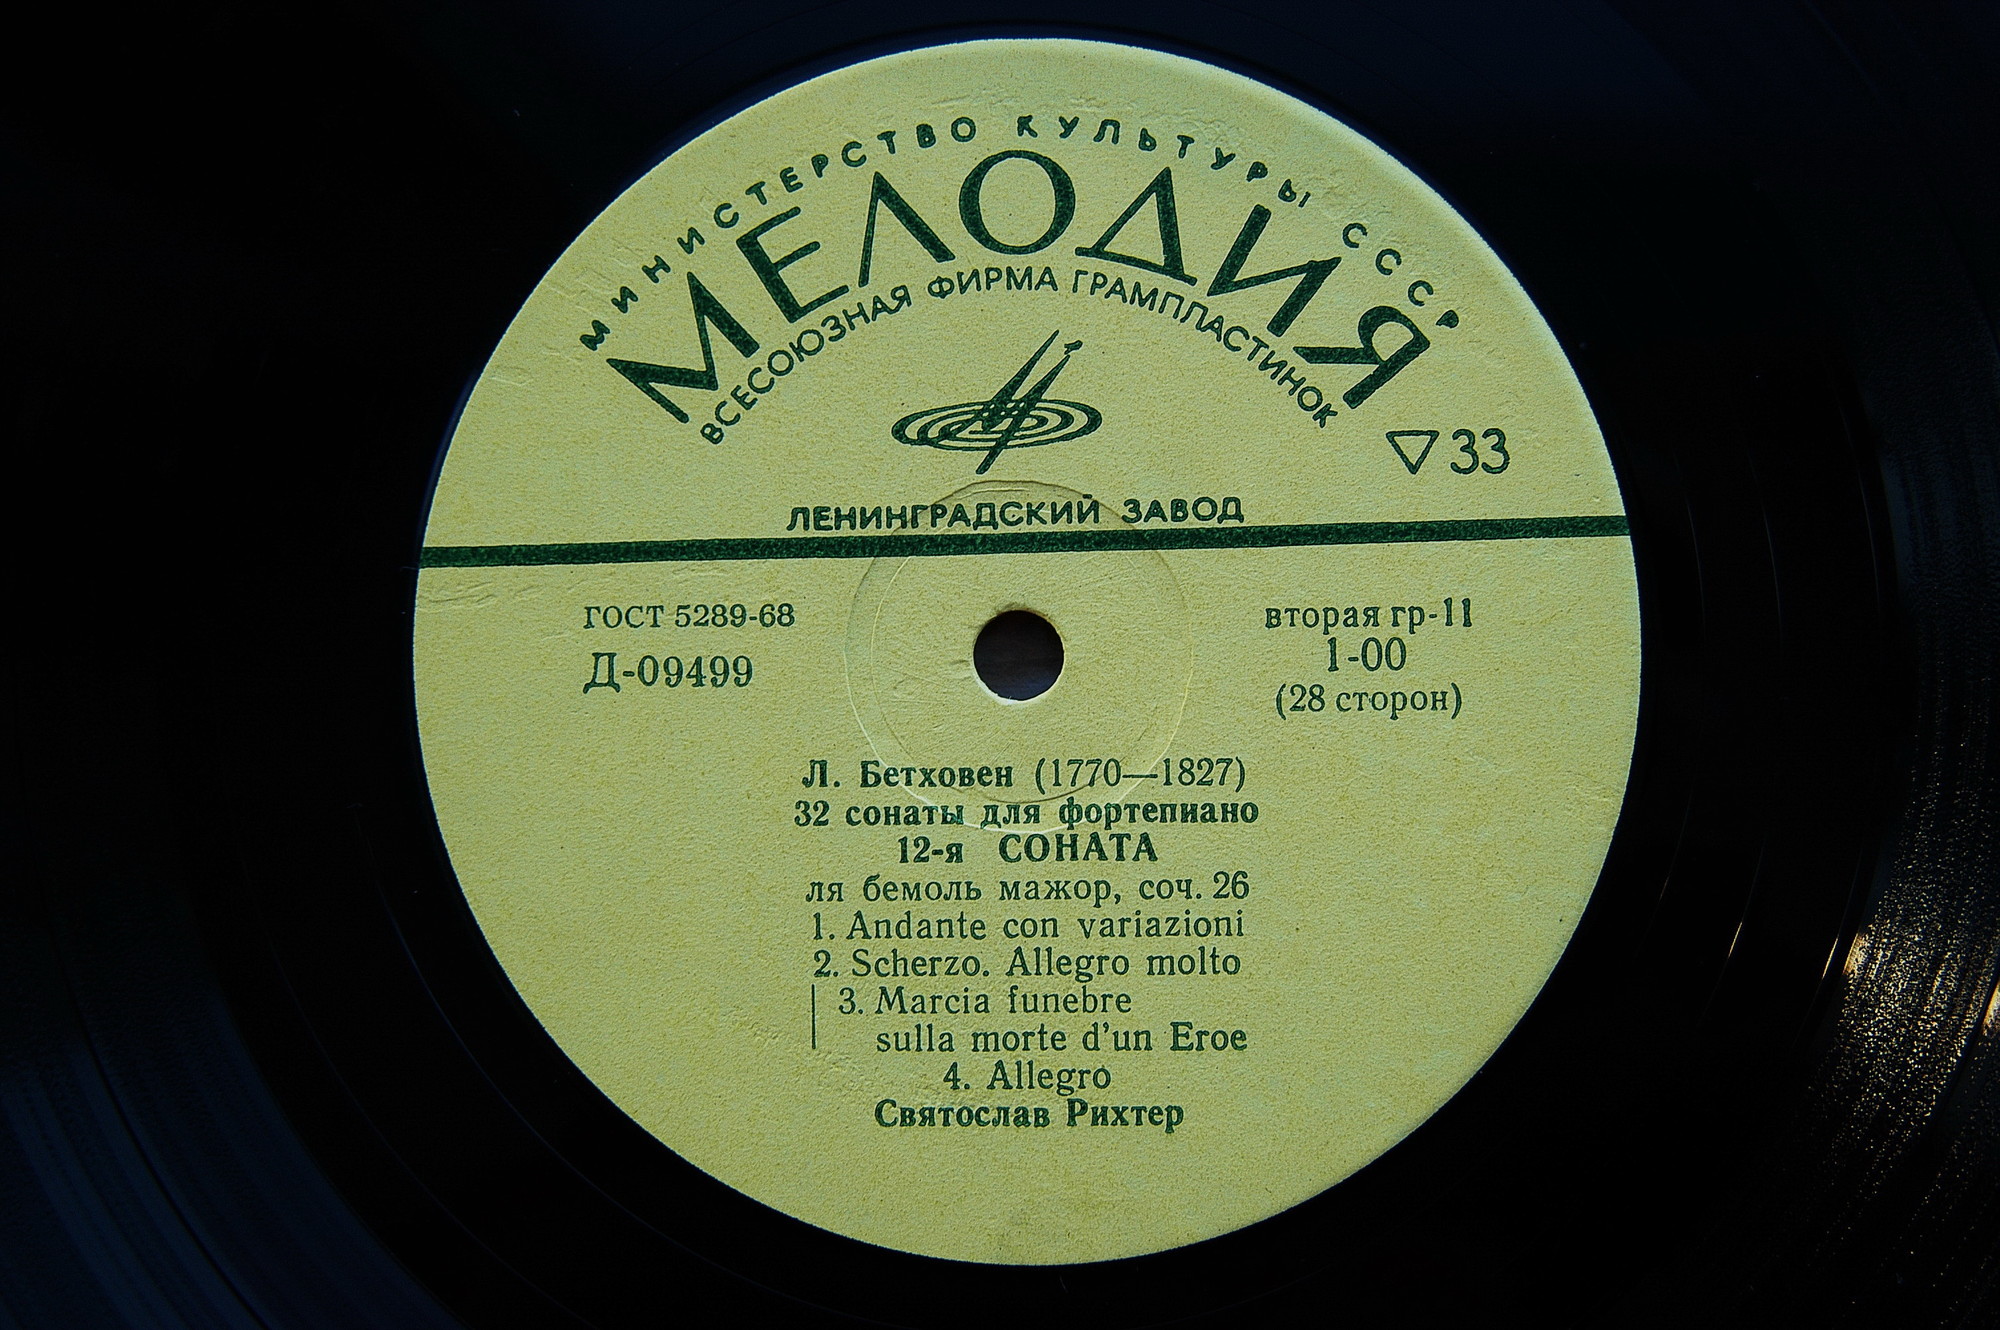 МИНИСТЕРСТВО КУЛЬТУРЫ СССР
МЕЛОДИЯ
ВСЕСОЮЗНАЯ ФИРМА ГРАМПЛАСТИНОК
▽ 33
ЛЕНИНГРАДСКИЙ ЗАВОД
ГОСТ 5289-68
Д-09499
вторая гр-11
1-00
(28 сторон)
Л. Бетховен (1770—1827)
32 сонаты для фортепиано
12-я СОНАТА
ля бемоль мажор, соч. 26
1. Andante con variazioni
2. Scherzo. Allegro molto
3. Marcia funebre
sulla morte d'un Eroe
4. Allegro
Святослав Рихтер